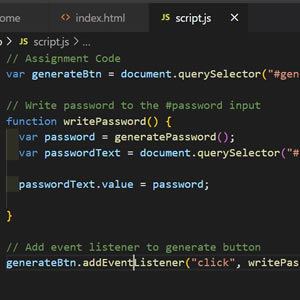 ome index.html script.js
script.js > ...
// Assignment Code
var generateBtn = document.querySelector("#gen
// Write password to the #password input
function writePassword() {
var password = generatePassword();
var passwordText = document.querySelector("#
passwordText.value = password;
}
// Add event listener to generate button
generateBtn.addEventListener("click", writePas